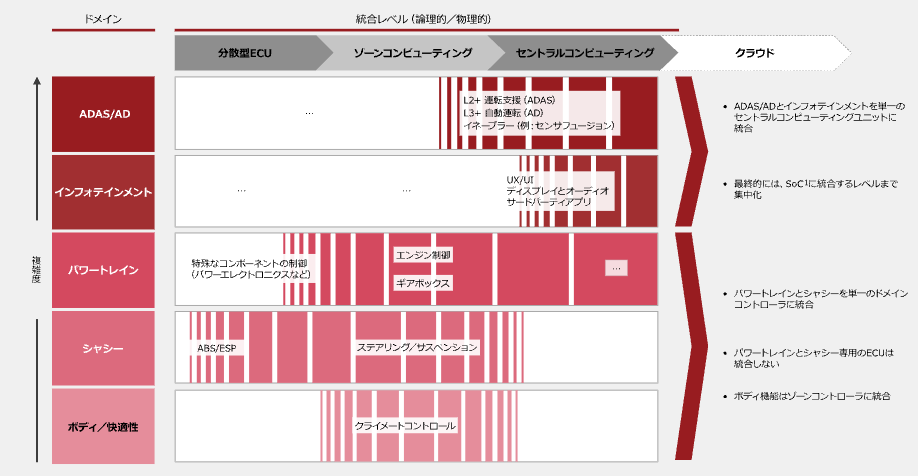 ドメイン
統合レベル（論理的／物理的）
分散型ECU
ゾーンコンピューティング
セントラルコンピューティング
クラウド
複雑度
ADAS/AD
…
L2+ 運転支援（ADAS）
L3+ 自動運転（AD）
イネーブラー（例：センサフュージョン）
インフォテインメント
…
…
UX/UI
ディスプレイとオーディオ
サードパーティアプリ
パワートレイン
特殊なコンポーネントの制御
（パワーエレクトロニクスなど）
エンジン制御
ギアボックス
…
シャシー
ABS/ESP
ステアリング／サスペンション
ボディ／快適性
クライメートコントロール
• ADAS/ADとインフォテインメントを単一の
セントラルコンピューティングユニットに
統合
• 最終的には、SoC¹に統合するレベルまで
集中化
• パワートレインとシャシーを単一のドメイン
コントローラに統合
• パワートレインとシャシー専用のECUは
統合しない
• ボディ機能はゾーンコントローラに統合